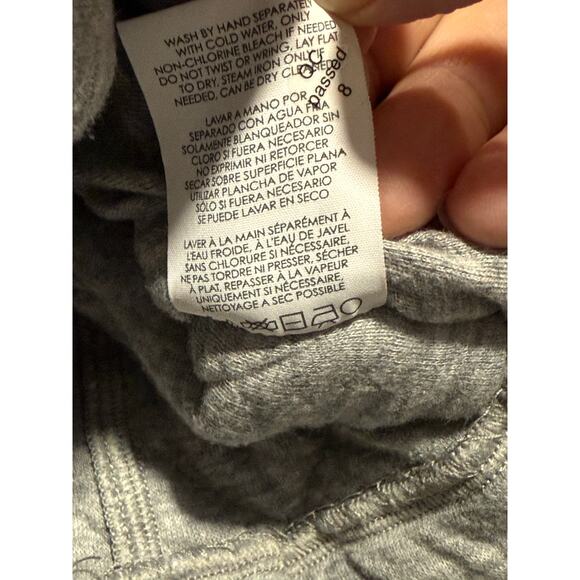 WASH BY HAND SEPARATEL
WITH COLD WATER, ONLY
NON-CHLORINE BLEACH IF NEEDED
DO NOT TWIST OR WRING, LAY FLAT
TO DRY, STEAM IRON ONLY IF
NEEDED, CAN BE DRY CLEANED
QC
passed
8
LAVAR A MANO POR
SEPARADO CON AGUA FRIA
SOLAMENTE BLANQUEADOR SIN
CLORO SI FUERA NECESARIO
NO EXPRIMIR NI RETORCER
SECAR SOBRE SUPERFICIE PLANA
UTILIZAR PLANCHA DE VAPOR
SÓLO SI FUERA NECESARIO
SE PUEDE LAVAR EN SECO
LAVER À LA MAIN SÉPARÉMENT À
L'EAU FROIDE, À L'EAU DE JAVEL
SANS CHLORURE SI NÉCESSAIRE,
NE PAS TORDRE NI PRESSER, SÉCHER
À PLAT, REPASSER À LA VAPEUR
UNIQUEMENT SI NÉCESSAIRE,
NETTOYAGE A SEC POSSIBLE